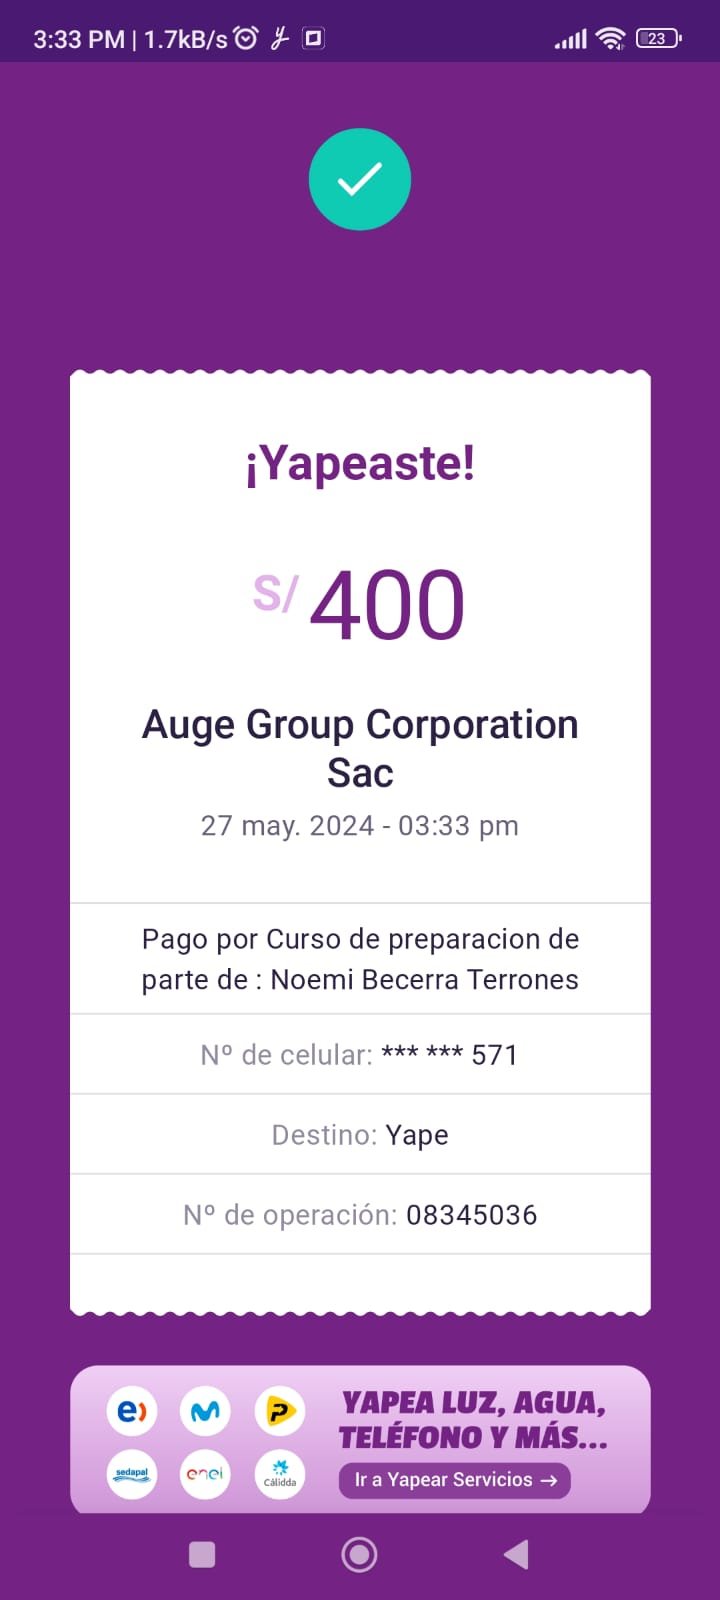 3:33 PM | 1.7kB/s
23
¡Yapeaste!
S/ 400
Auge Group Corporation
Sac
27 may. 2024 - 03:33 pm
Pago por Curso de preparacion de
parte de : Noemi Becerra Terrones
Nº de celular: *** *** 571
Destino: Yape
Nº de operación: 08345036
YAPEA LUZ, AGUA,
TELÉFONO Y MÁS...
Ir a Yapear Servicios →
e)
P
sedapal
enel
Cálidda